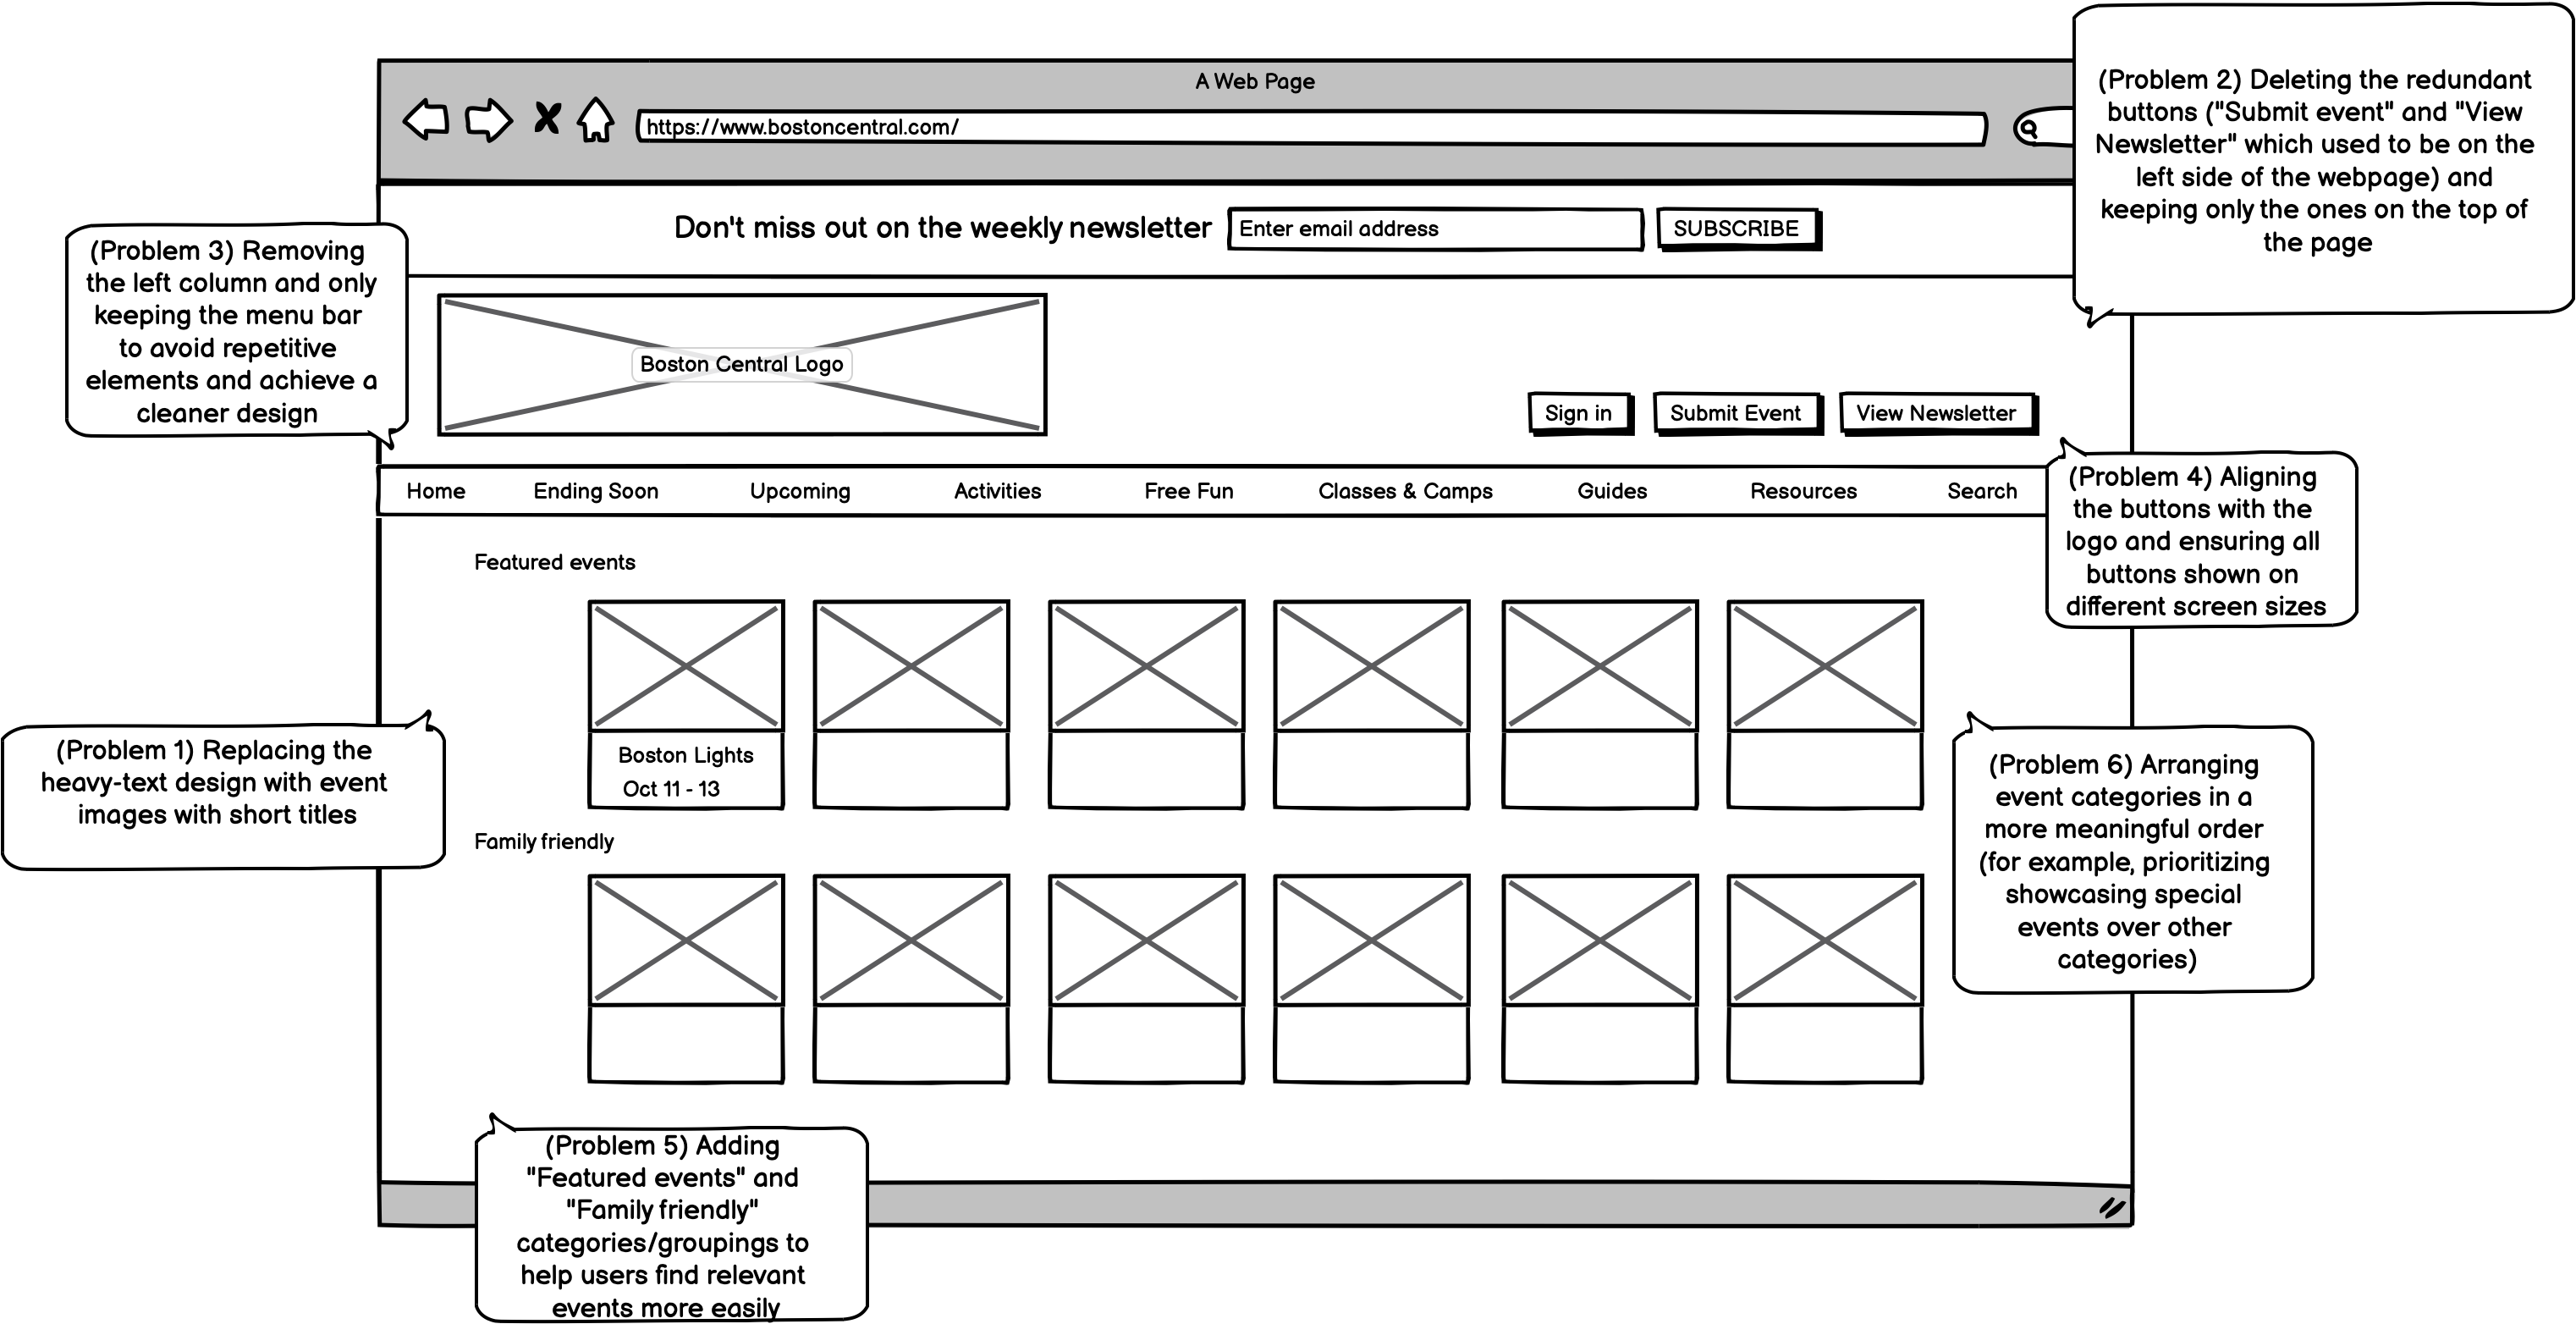 A Web Page
https://www.bostoncentral.com/
(Problem 2) Deleting the redundant
buttons ("Submit event" and "View
Newsletter" which used to be on the
left side of the webpage) and
keeping only the ones on the top of
the page
Don't miss out on the weekly newsletter
Enter email address
SUBSCRIBE
(Problem 3) Removing
the left column and only
keeping the menu bar
to avoid repetitive
elements and achieve a
cleaner design
Boston Central Logo
Sign in
Submit Event
View Newsletter
Home
Ending Soon
Upcoming
Activities
Free Fun
Classes & Camps
Guides
Resources
Search
(Problem 4) Aligning
the buttons with the
logo and ensuring all
buttons shown on
different screen sizes
Featured events
Boston Lights
Oct 11 - 13
(Problem 1) Replacing the
heavy-text design with event
images with short titles
Family friendly
(Problem 6) Arranging
event categories in a
more meaningful order
(for example, prioritizing
showcasing special
events over other
categories)
(Problem 5) Adding
"Featured events" and
"Family friendly"
categories/groupings to
help users find relevant
events more easily